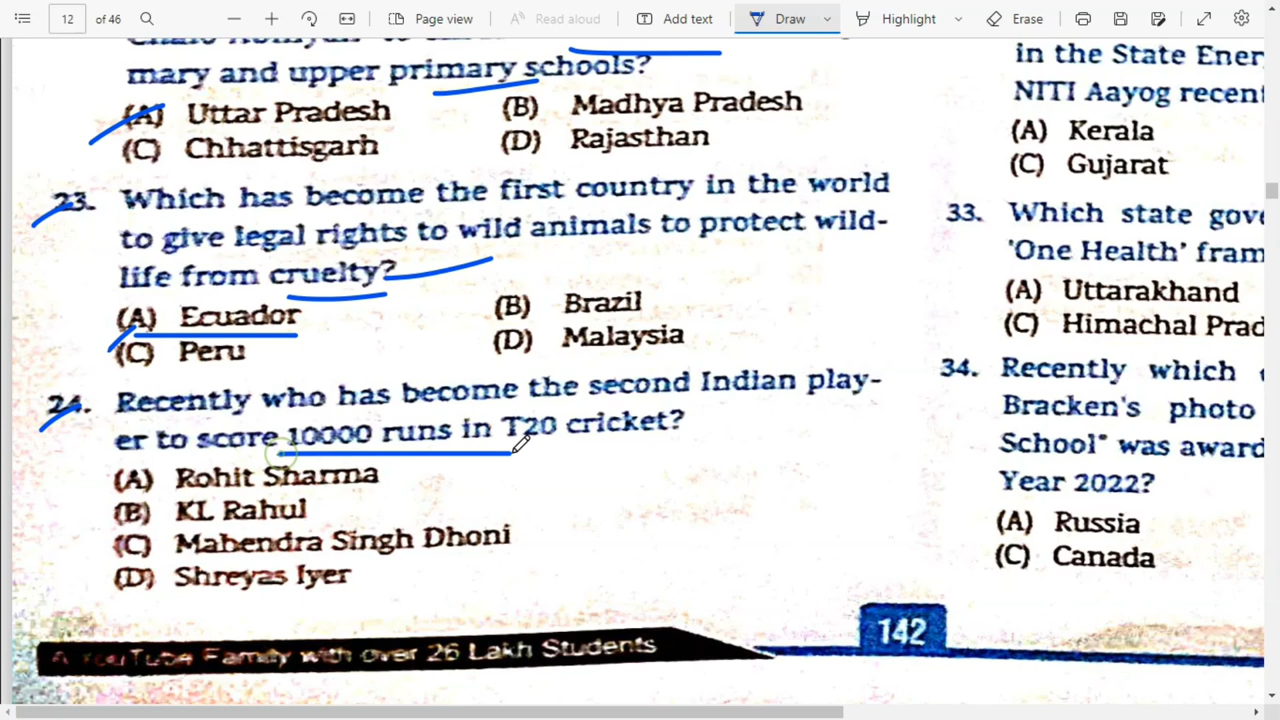 12 of 46 Page view Read aloud Add text Draw Highlight Erase
mary and upper primary schools?
(A) Uttar Pradesh (B) Madhya Pradesh
(C) Chhattisgarh (D) Rajasthan
23. Which has become the first country in the world
to give legal rights to wild animals to protect wild-
life from cruelty?
(A) Ecuador (B) Brazil
(C) Peru (D) Malaysia
24. Recently who has become the second Indian play-
er to score 10000 runs in T20 cricket?
(A) Rohit Sharma
(B) KL Rahul
(C) Mahendra Singh Dhoni
(D) Shreyas Iyer
A YouTube Family with over 26 Lakh Students
142
in the State Ener
NITI Aayog recent
(A) Kerala
(C) Gujarat
33. Which state gov
'One Health' fram
(A) Uttarakhand
(C) Himachal Prad
34. Recently which
Bracken's photo
School" was award
Year 2022?
(A) Russia
(C) Canada